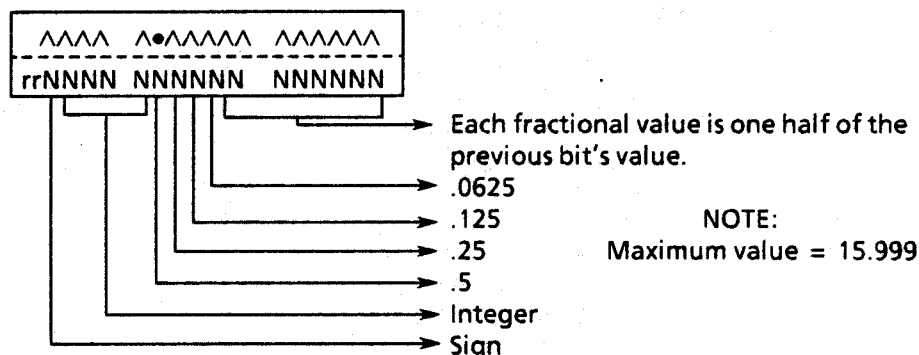 ^^^^ ^•^^^^^ ^^^^^^
rrNNNN NNNNNN NNNNNN
Each fractional value is one half of the
previous bit's value.
.0625
.125 NOTE:
.25 Maximum value = 15.999
.5
Integer
Sign